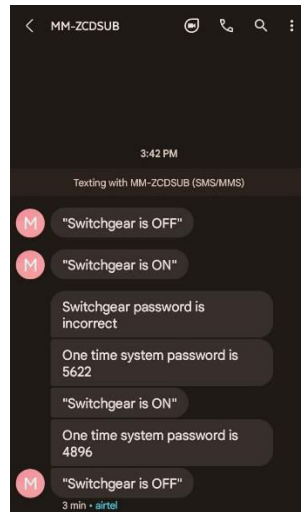 MM-ZCDSUB
3:42 PM
Texting with MM-ZCDSUB (SMS/MMS)
M
"Switchgear is OFF"
M
"Switchgear is ON"
Switchgear password is
incorrect
One time system password is
5622
"Switchgear is ON"
One time system password is
4896
M
"Switchgear is OFF"
3 min • airtel